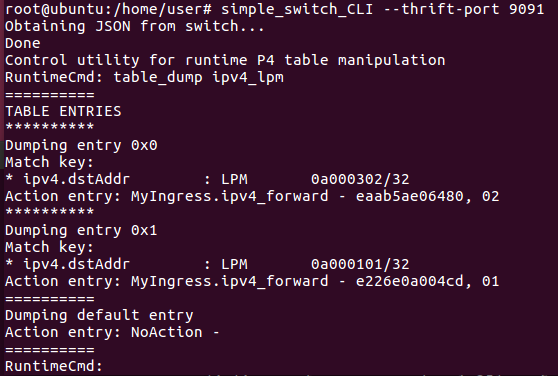 root@ubuntu:/home/user# simple_switch_CLI --thrift-port 9091
Obtaining JSON from switch...
Done
Control utility for runtime P4 table manipulation
RuntimeCmd: table_dump ipv4_lpm
==========
TABLE ENTRIES
**********
Dumping entry 0x0
Match key:
* ipv4.dstAddr        : LPM       0a000302/32
Action entry: MyIngress.ipv4_forward - eaab5ae06480, 02
**********
Dumping entry 0x1
Match key:
* ipv4.dstAddr        : LPM       0a000101/32
Action entry: MyIngress.ipv4_forward - e226e0a004cd, 01
==========
Dumping default entry
Action entry: NoAction -
==========
RuntimeCmd: